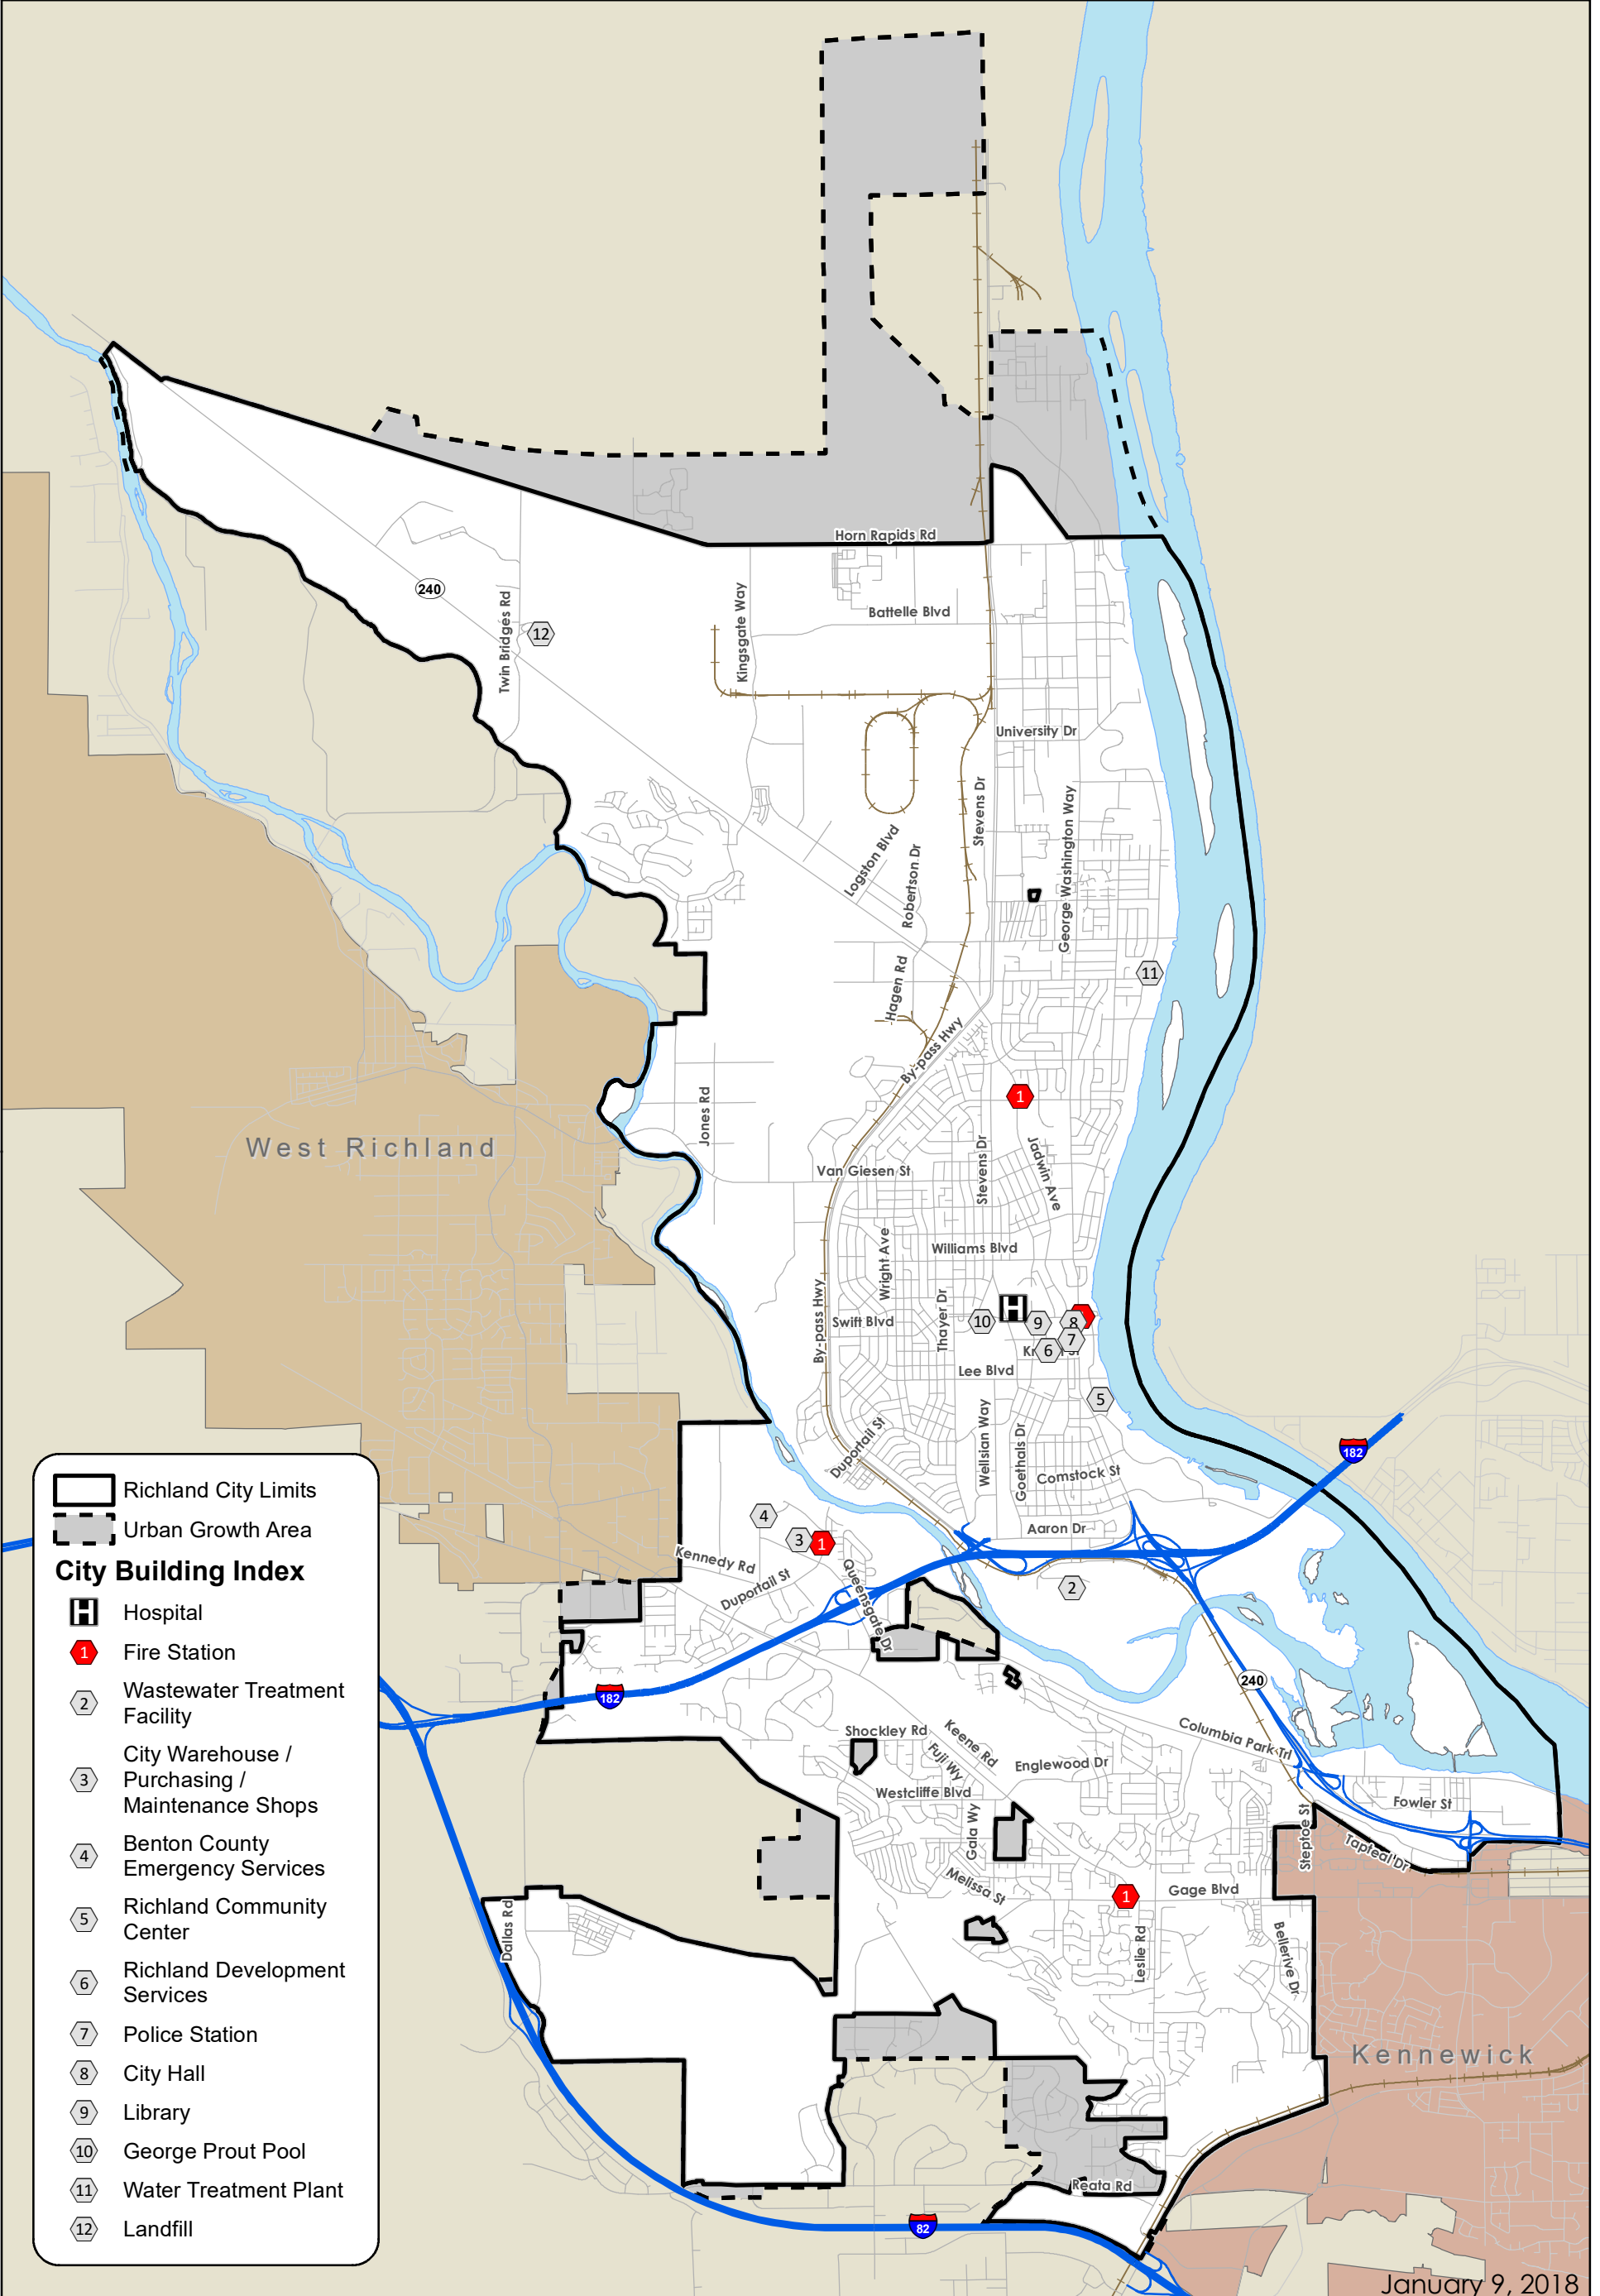 Horn Rapids Rd
240
Twin Bridges Rd
12
Kingsgate Way
Battelle Blvd
University Dr
Stevens Dr
George Washington Way
Logston Blvd
Robertson Dr
11
Hagen Rd
By-pass Hwy
1
Jones Rd
West Richland
Van Giesen St
Stevens Dr
Jadwin Ave
Williams Blvd
Wright Ave
By-pass Hwy
Swift Blvd
Thayer Dr
10
H
9
8
7
6
Lee Blvd
5
Wellsian Way
Goethals Dr
Duportail St
Comstock St
182
4
3
1
Aaron Dr
Kennedy Rd
Duportail St
Queensgate Dr
2
182
240
Shockley Rd
Keene Rd
Fuji Wy
Columbia Park Trl
Englewood Dr
Westcliffe Blvd
Gala Wy
Fowler St
Steptoe St
Tapteal Dr
Melissa St
1
Gage Blvd
Dallas Rd
Leslie Rd
Bellerive Dr
Kennewick
Reata Rd
82
Richland City Limits
Urban Growth Area
City Building Index
H Hospital
1 Fire Station
2 Wastewater Treatment
Facility
City Warehouse /
3 Purchasing /
Maintenance Shops
4 Benton County
Emergency Services
5 Richland Community
Center
6 Richland Development
Services
7 Police Station
8 City Hall
9 Library
10 George Prout Pool
11 Water Treatment Plant
12 Landfill
January 9, 2018